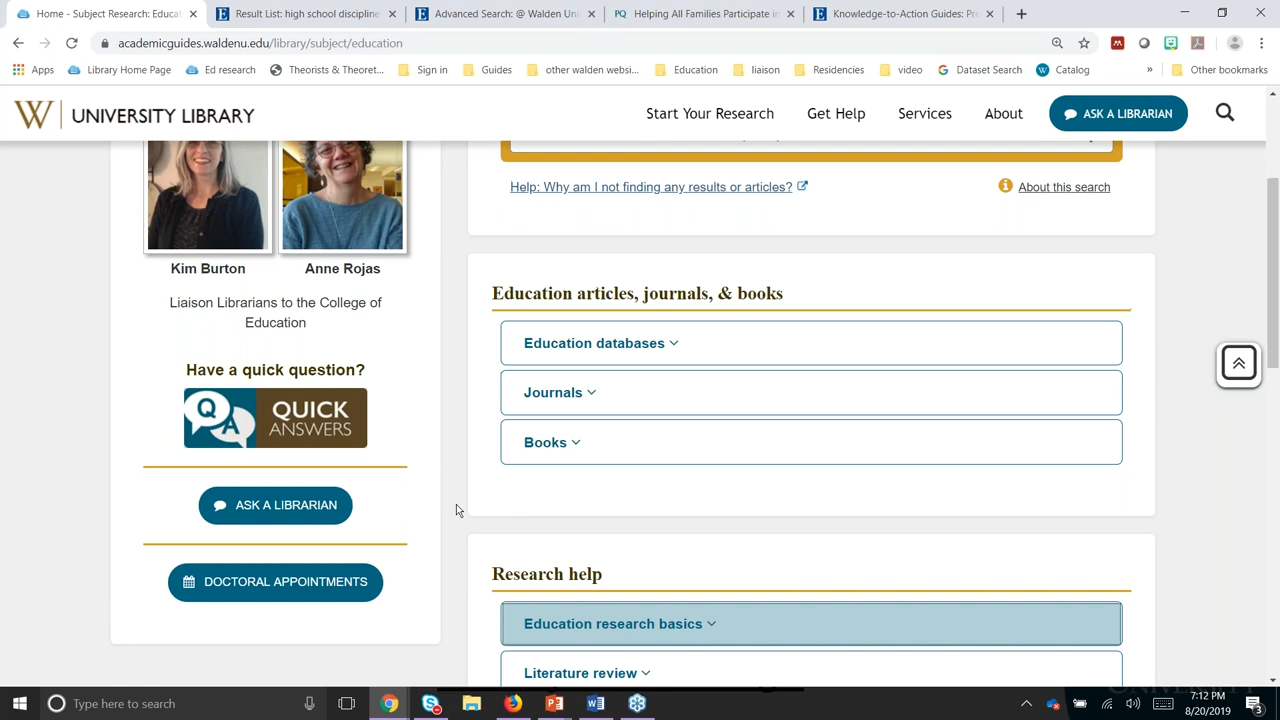 Home - Subject Research: Educat
Result List: high school discipline
Advanced Search: @ Walden Uni
PQ Helping All Families Participate in
Knowledge-to-Action Guides: Pre
academicguides.waldenu.edu/library/subject/education
Apps
Library Home Page
Ed research
Theorists & Theoret...
Sign in
Guides
other walden websi...
Education
liaison
Residencies
video
Dataset Search
Catalog
»
Other bookmarks
W UNIVERSITY LIBRARY
Start Your Research
Get Help
Services
About
ASK A LIBRARIAN
Help: Why am I not finding any results or articles?
About this search
Kim Burton
Anne Rojas
Liaison Librarians to the College of
Education
Have a quick question?
Q A QUICK
ANSWERS
ASK A LIBRARIAN
DOCTORAL APPOINTMENTS
Education articles, journals, & books
Education databases
Journals
Books
Research help
Education research basics
Literature review
Type here to search
7:12 PM
8/20/2019
3